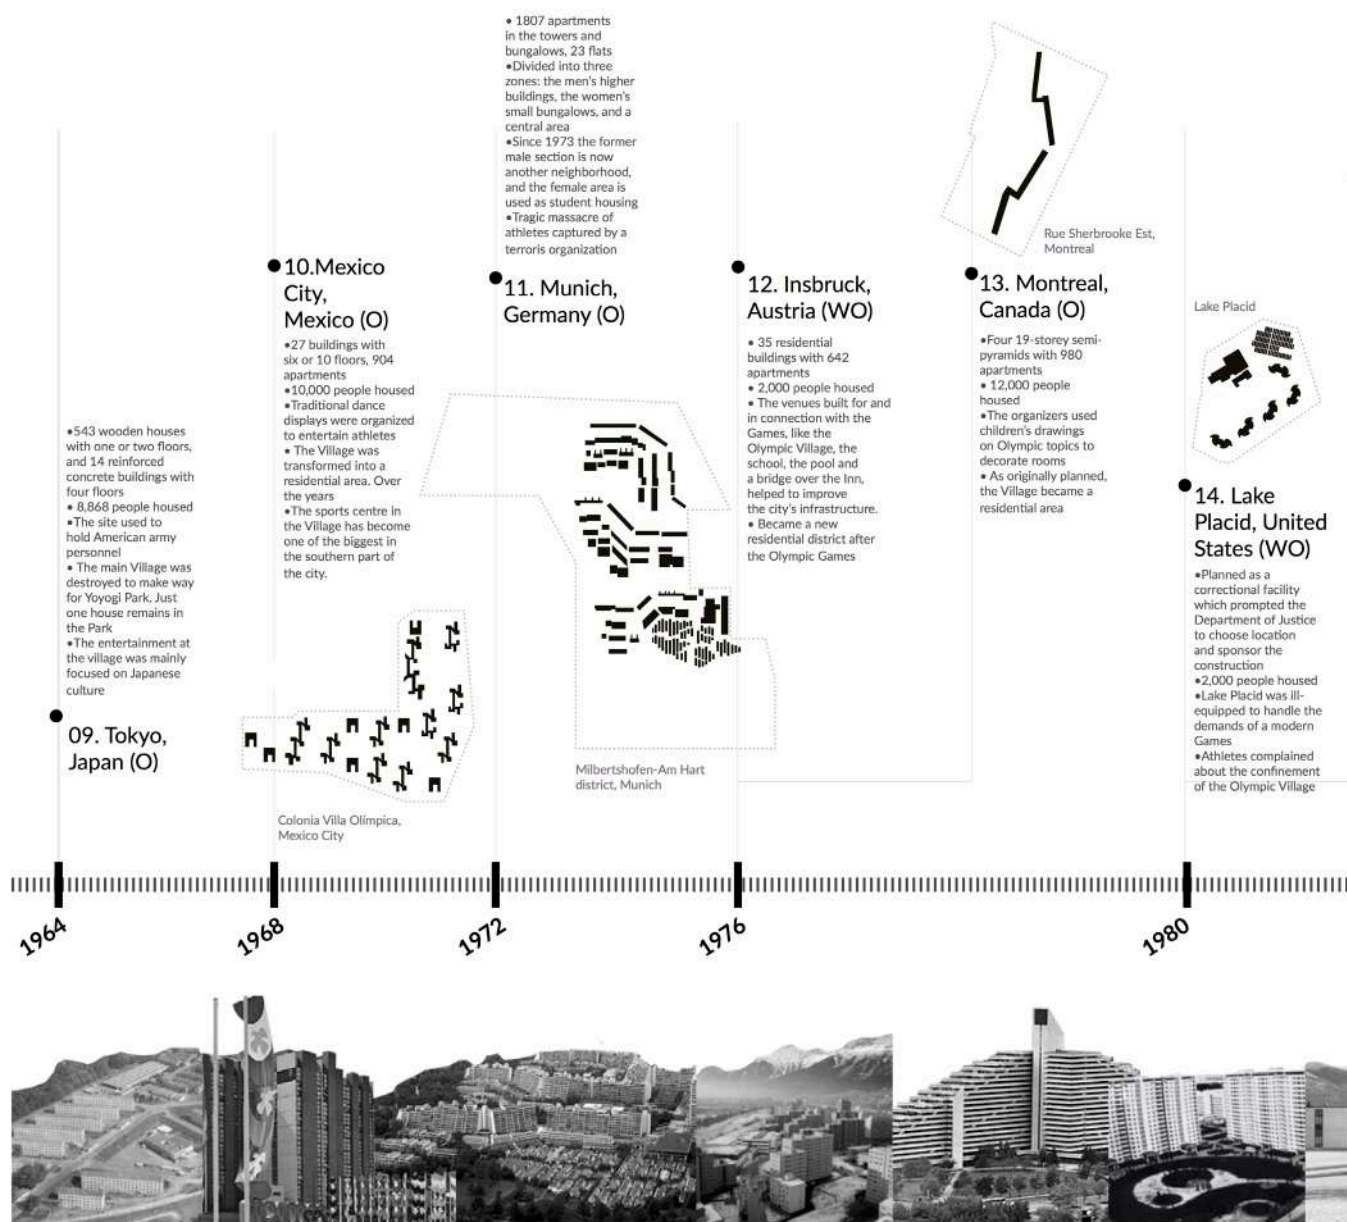 •543 wooden houses
with one or two floors,
and 14 reinforced
concrete buildings with
four floors
• 8,868 people housed
•The site used to
hold American army
personnel
• The main Village was
destroyed to make way
for Yoyogi Park. Just
one house remains in
the Park
•The entertainment at
the village was mainly
focused on Japanese
culture
09. Tokyo,
Japan (O)
10.Mexico
City,
Mexico (O)
•27 buildings with
six or 10 floors, 904
apartments
•10,000 people housed
•Traditional dance
displays were organized
to entertain athletes
• The Village was
transformed into a
residential area. Over
the years
•The sports centre in
the Village has become
one of the biggest in
the southern part of
the city.
Colonia Villa Olímpica,
Mexico City
• 1807 apartments
in the towers and
bungalows, 23 flats
•Divided into three
zones: the men's higher
buildings, the women's
small bungalows, and a
central area
•Since 1973 the former
male section is now
another neighborhood,
and the female area is
used as student housing
•Tragic massacre of
athletes captured by a
terroris organization
11. Munich,
Germany (O)
Milbertshofen-Am Hart
district, Munich
12. Insbruck,
Austria (WO)
• 35 residential
buildings with 642
apartments
• 2,000 people housed
• The venues built for and
in connection with the
Games, like the
Olympic Village, the
school, the pool and
a bridge over the Inn,
helped to improve
the city's infrastructure.
• Became a new
residential district after
the Olympic Games
Rue Sherbrooke Est,
Montreal
13. Montreal,
Canada (O)
•Four 19-storey semi-
pyramids with 980
apartments
• 12,000 people
housed
•The organizers used
children's drawings
on Olympic topics to
decorate rooms
• As originally planned,
the Village became a
residential area
Lake Placid
14. Lake
Placid, United
States (WO)
•Planned as a
correctional facility
which prompted the
Department of Justice
to choose location
and sponsor the
construction
•2,000 people housed
•Lake Placid was ill-
equipped to handle the
demands of a modern
Games
•Athletes complained
about the confinement
of the Olympic Village
1964
1968
1972
1976
1980